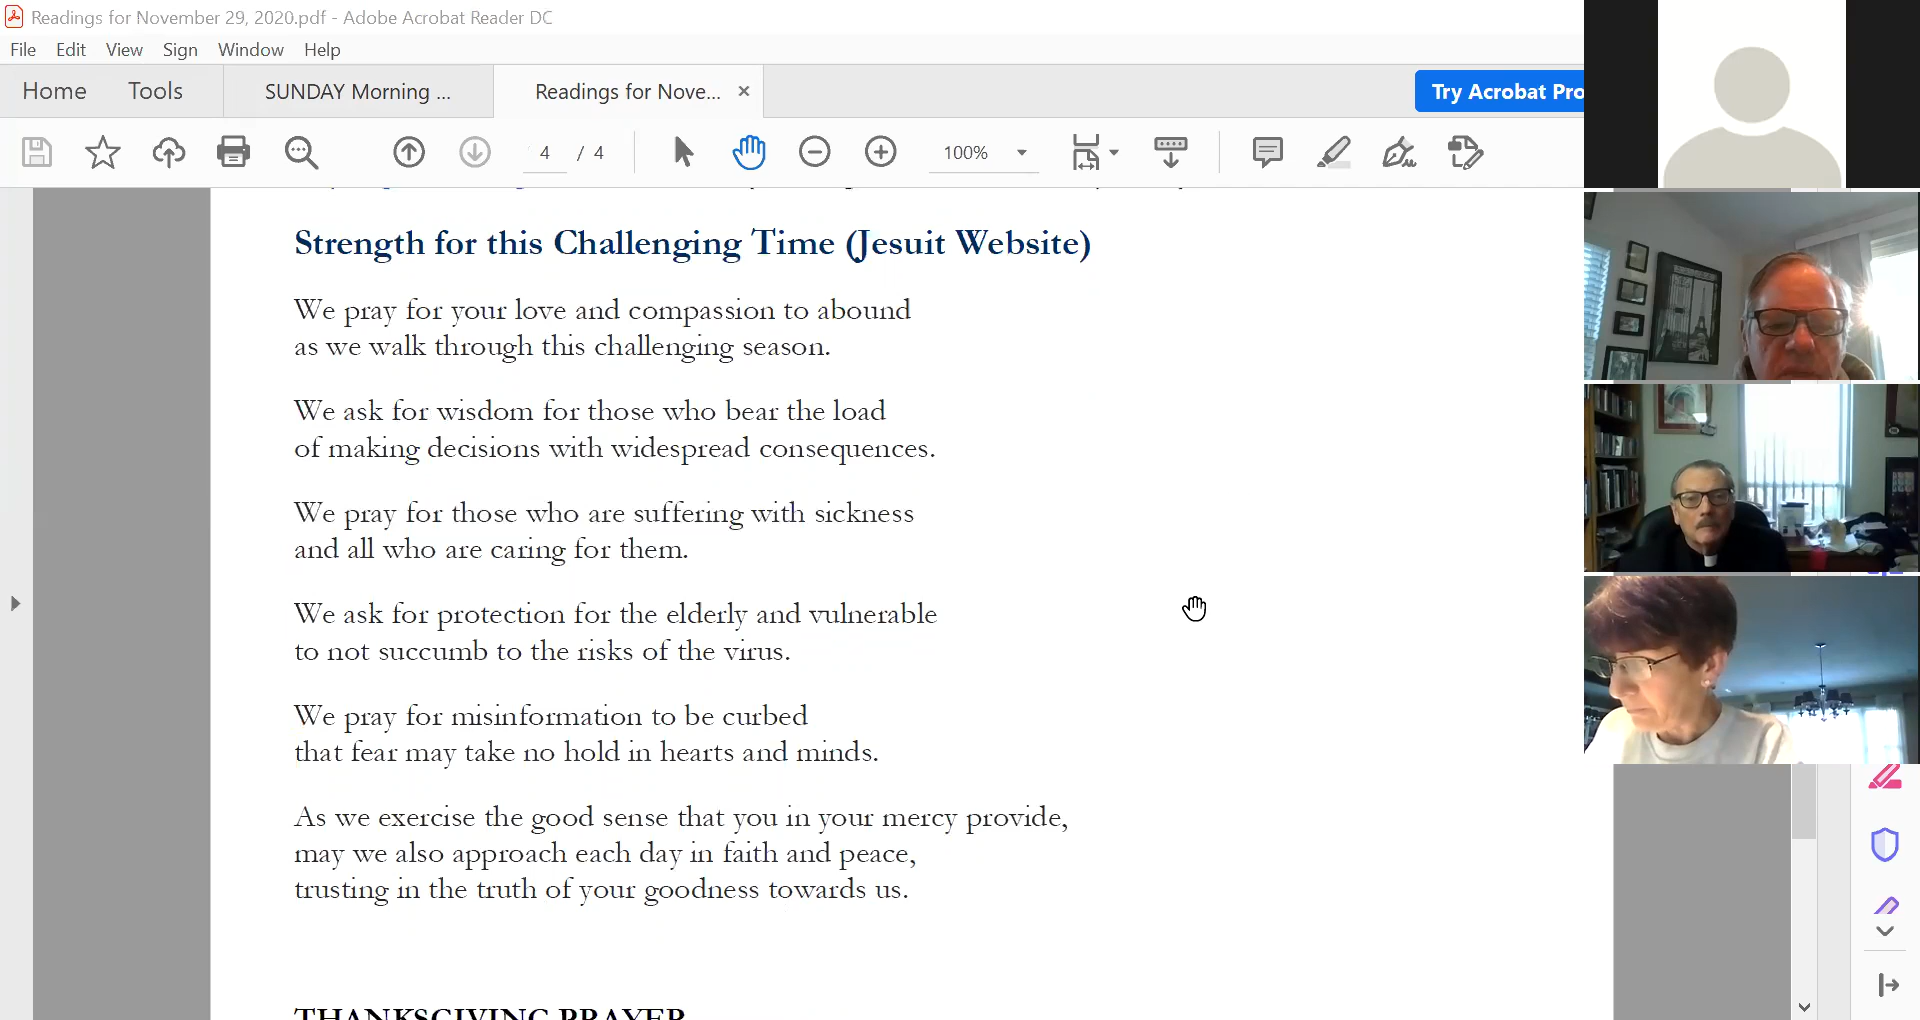 Readings for November 29, 2020.pdf - Adobe Acrobat Reader DC
File Edit View Sign Window Help
Home Tools SUNDAY Morning ... Readings for Nove... × Try Acrobat Pro
4 / 4 100%
Strength for this Challenging Time (Jesuit Website)
We pray for your love and compassion to abound
as we walk through this challenging season.
We ask for wisdom for those who bear the load
of making decisions with widespread consequences.
We pray for those who are suffering with sickness
and all who are caring for them.
We ask for protection for the elderly and vulnerable
to not succumb to the risks of the virus.
We pray for misinformation to be curbed
that fear may take no hold in hearts and minds.
As we exercise the good sense that you in your mercy provide,
may we also approach each day in faith and peace,
trusting in the truth of your goodness towards us.
THANKSGIVING PRAYER